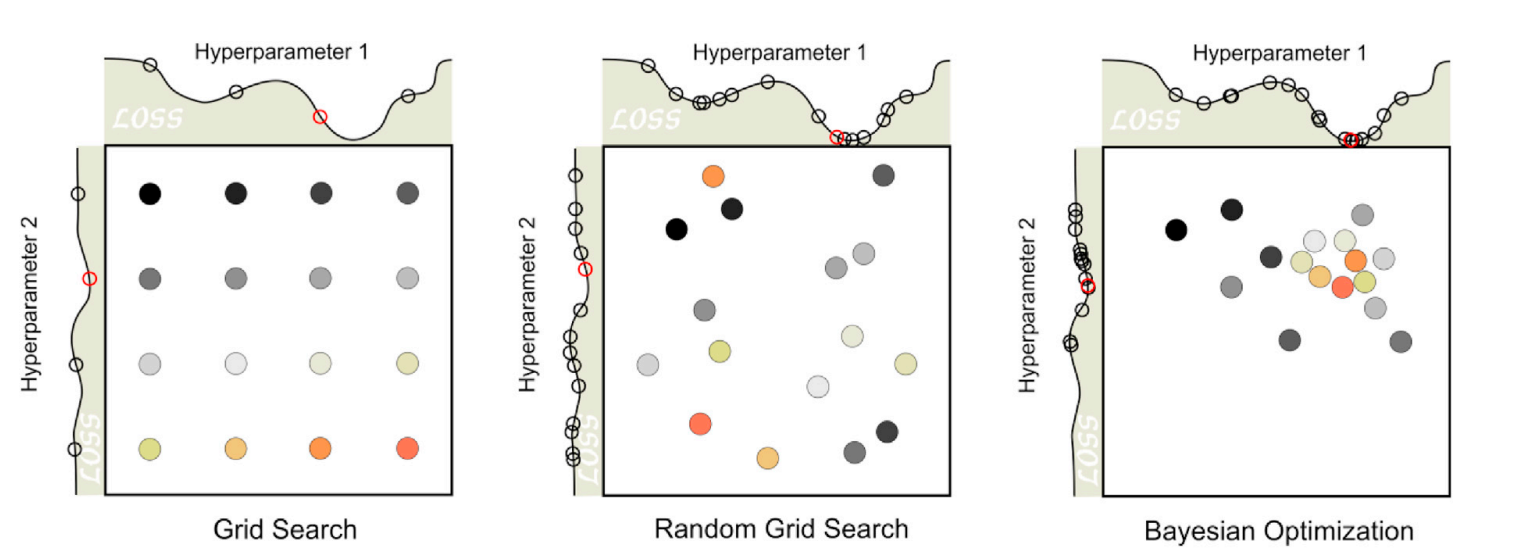 Hyperparameter 1
LOSS
Hyperparameter 2
LOSS
Grid Search
Hyperparameter 1
LOSS
Hyperparameter 2
LOSS
Random Grid Search
Hyperparameter 1
LOSS
Hyperparameter 2
LOSS
Bayesian Optimization